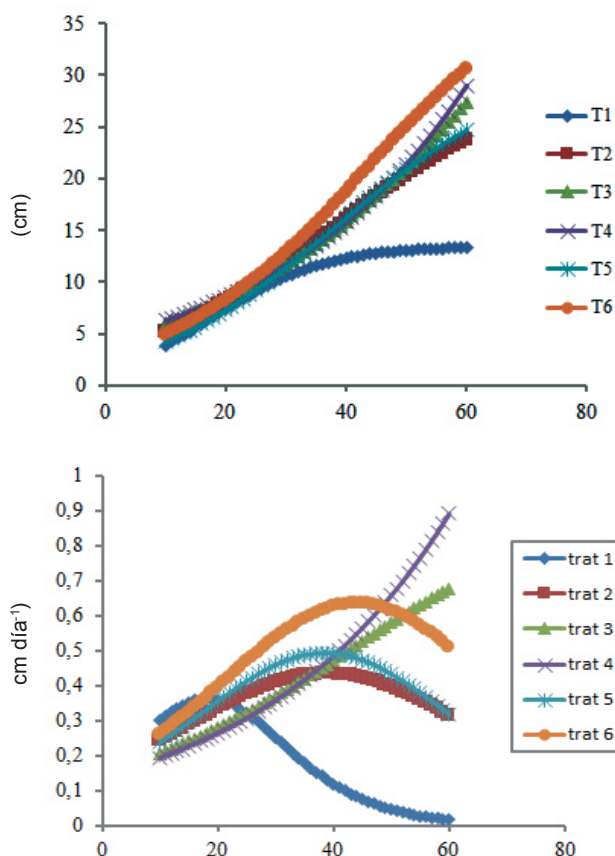 35
30
25
20
15
10
5
0
(cm)
0 20 40 60 80
T1
T2
T3
T4
T5
T6
1
0,9
0,8
0,7
0,6
0,5
0,4
0,3
0,2
0,1
0
cm día⁻¹
0 20 40 60 80
trat 1
trat 2
trat 3
trat 4
trat 5
trat 6